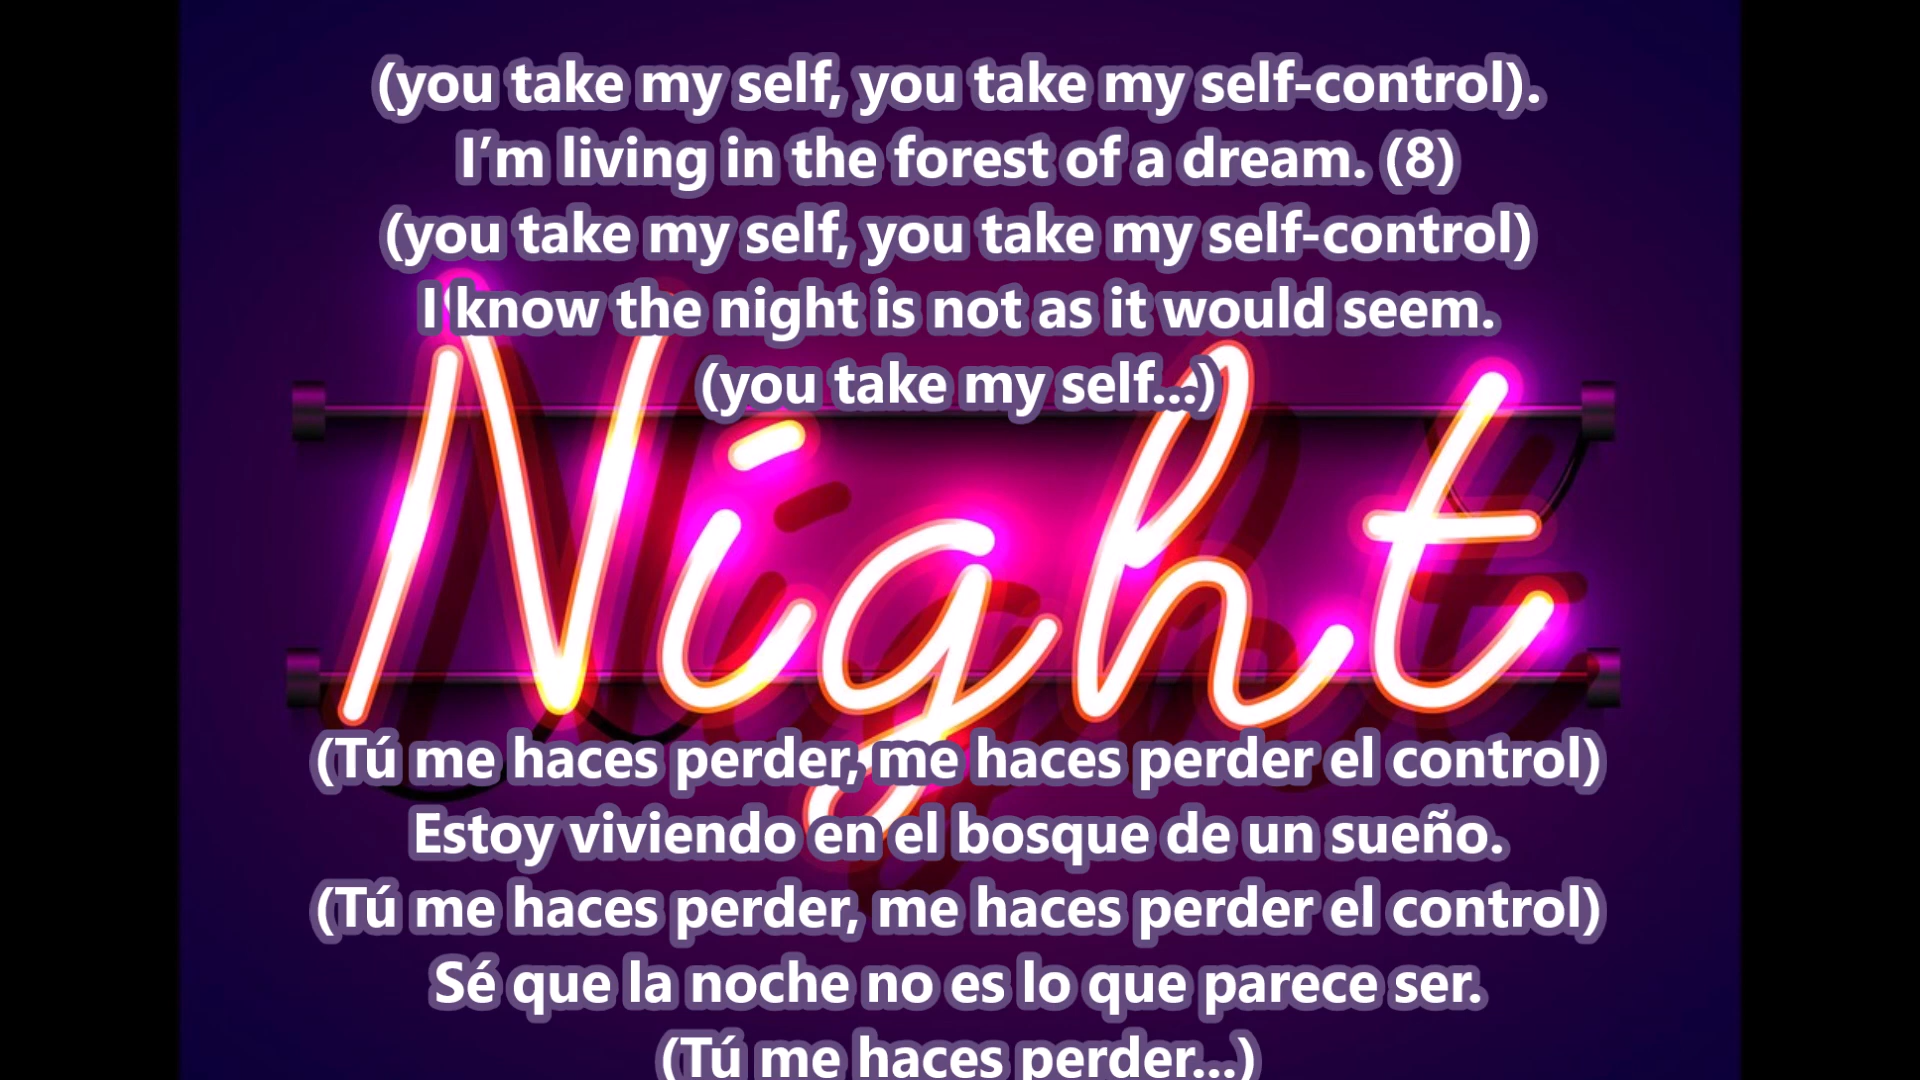 (you take my self, you take my self-control).
I’m living in the forest of a dream. (8)
(you take my self, you take my self-control)
I know the night is not as it would seem.
(you take my self...)
Night
(Tú me haces perder, me haces perder el control)
Estoy viviendo en el bosque de un sueño.
(Tú me haces perder, me haces perder el control)
Sé que la noche no es lo que parece ser.
(Tú me haces perder...)